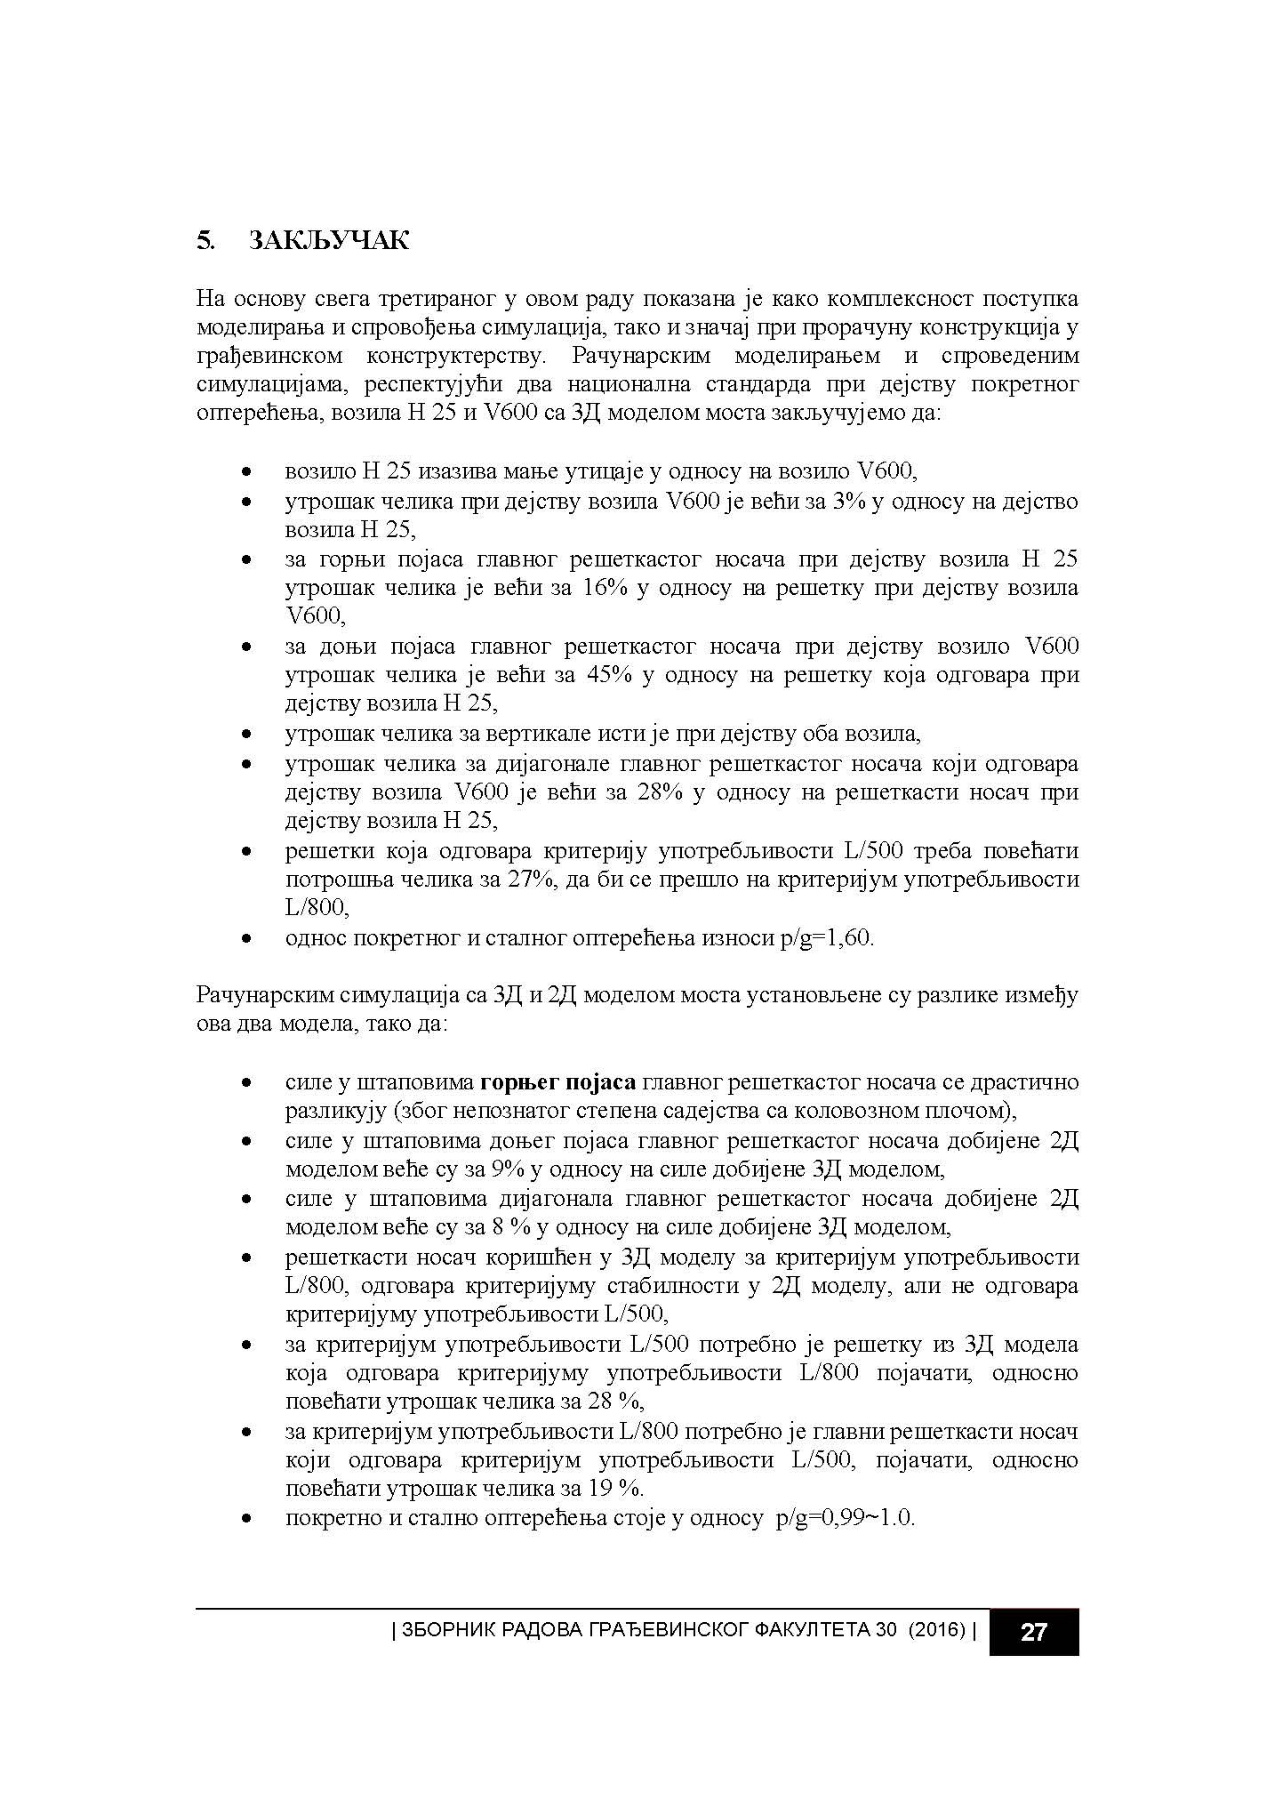 5. ЗАКЉУЧАК
На основу свега третираног у овом раду показана је како комплексност поступка
моделирања и спровођења симулација, тако и значај при прорачуну конструкција у
грађевинском конструктерству. Рачунарским моделирањем и спроведеним
симулацијама, респектујући два национална стандарда при дејству покретног
оптерећења, возила Н 25 и V600 са 3Д моделом моста закључујемо да:
• возило Н 25 изазива мање утицаје у односу на возило V600,
• утрошак челика при дејству возила V600 је већи за 3% у односу на дејство
возила Н 25,
• за горњи појаса главног решеткастог носача при дејству возила Н 25
утрошак челика је већи за 16% у односу на решетку при дејству возила
V600,
• за доњи појаса главног решеткастог носача при дејству возило V600
утрошак челика је већи за 45% у односу на решетку која одговара при
дејству возила Н 25,
• утрошак челика за вертикале исти је при дејству оба возила,
• утрошак челика за дијагонале главног решеткастог носача који одговара
дејству возила V600 је већи за 28% у односу на решеткасти носач при
дејству возила Н 25,
• решетки која одговара критерију употребљивости L/500 треба повећати
потрошња челика за 27%, да би се прешло на критеријум употребљивости
L/800,
• однос покретног и сталног оптерећења износи p/g=1,60.
Рачунарским симулација са 3Д и 2Д моделом моста установљене су разлике између
ова два модела, тако да:
• силе у штаповима горњег појаса главног решеткастог носача се драстично
разликују (због непознатог степена садејства са коловозном плочом),
• силе у штаповима доњег појаса главног решеткастог носача добијене 2Д
моделом веће су за 9% у односу на силе добијене 3Д моделом,
• силе у штаповима дијагонала главног решеткастог носача добијене 2Д
моделом веће су за 8 % у односу на силе добијене 3Д моделом,
• решеткасти носач коришћен у 3Д моделу за критеријум употребљивости
L/800, одговара критеријуму стабилности у 2Д моделу, али не одговара
критеријуму употребљивости L/500,
• за критеријум употребљивости L/500 потребно је решетку из 3Д модела
која одговара критеријуму употребљивости L/800 појачати, односно
повећати утрошак челика за 28 %,
• за критеријум употребљивости L/800 потребно је главни решеткасти носач
који одговара критеријум употребљивости L/500, појачати, односно
повећати утрошак челика за 19 %.
• покретно и стално оптерећења стоје у односу p/g=0,99~1.0.
| ЗБОРНИК РАДОВА ГРАЂЕВИНСКОГ ФАКУЛТЕТА 30 (2016) | 27